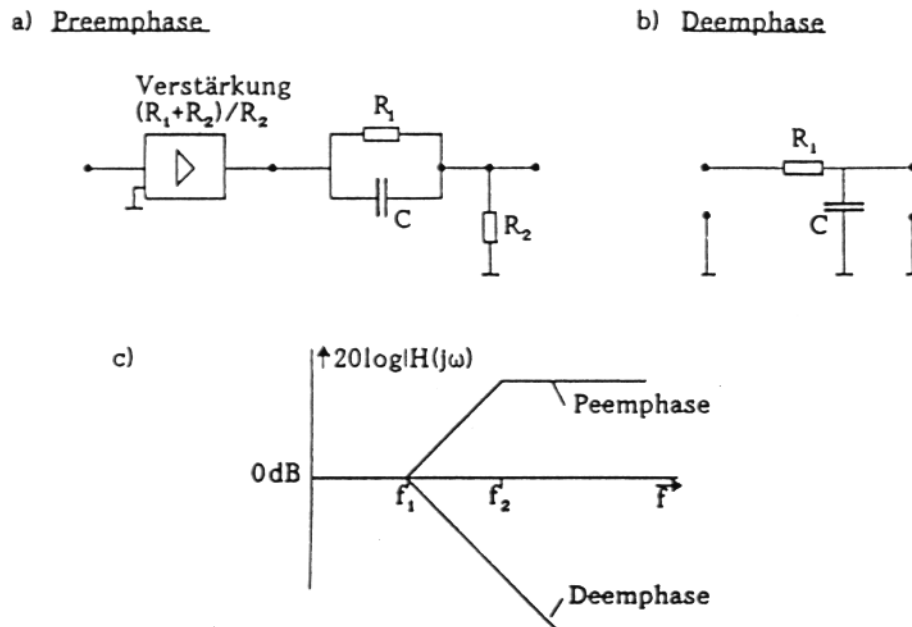 a) Preemphase
b) Deemphase
Verstärkung
(R₁+R₂)/R₂
R₁
C
R₂
R₁
C
c)
20log|H(jω)
Peemphase
0dB
f₁
f₂
f
Deemphase